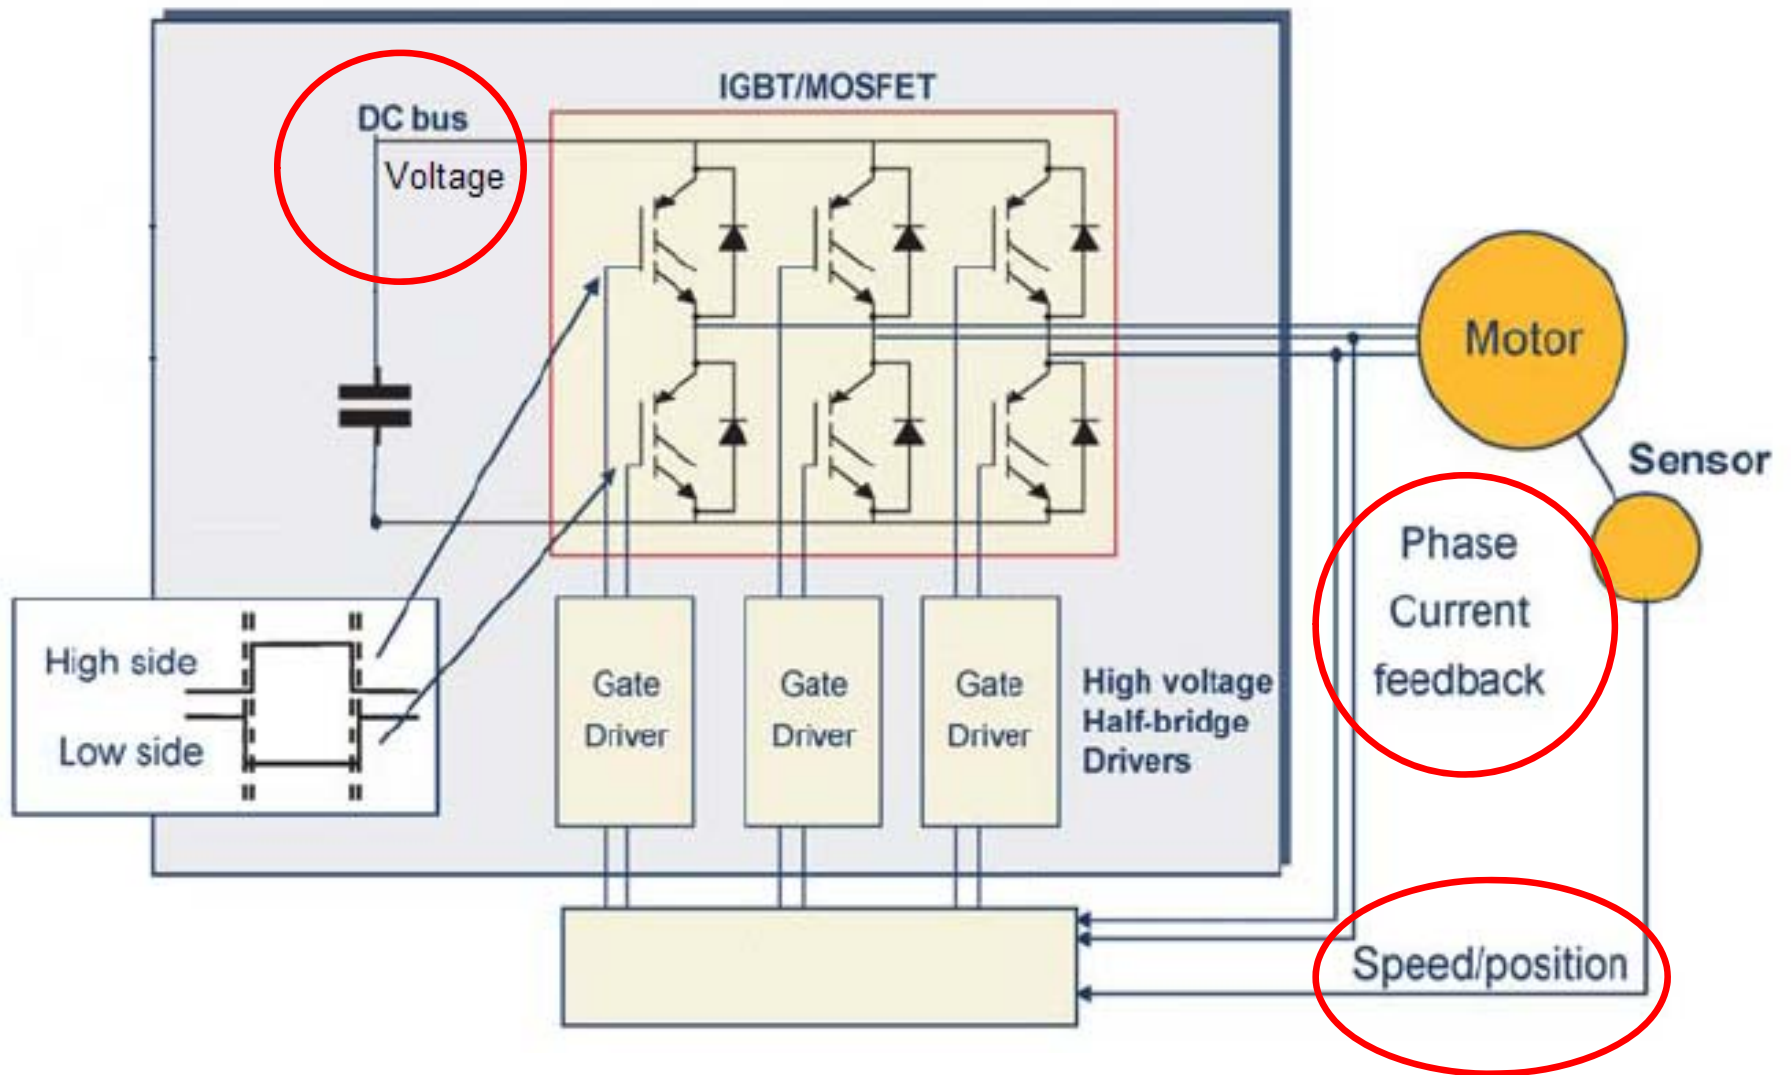 IGBT/MOSFET
DC bus
Voltage
Motor
Sensor
Phase
Current
feedback
High side
Low side
Gate
Driver
Gate
Driver
Gate
Driver
High voltage
Half-bridge
Drivers
Speed/position